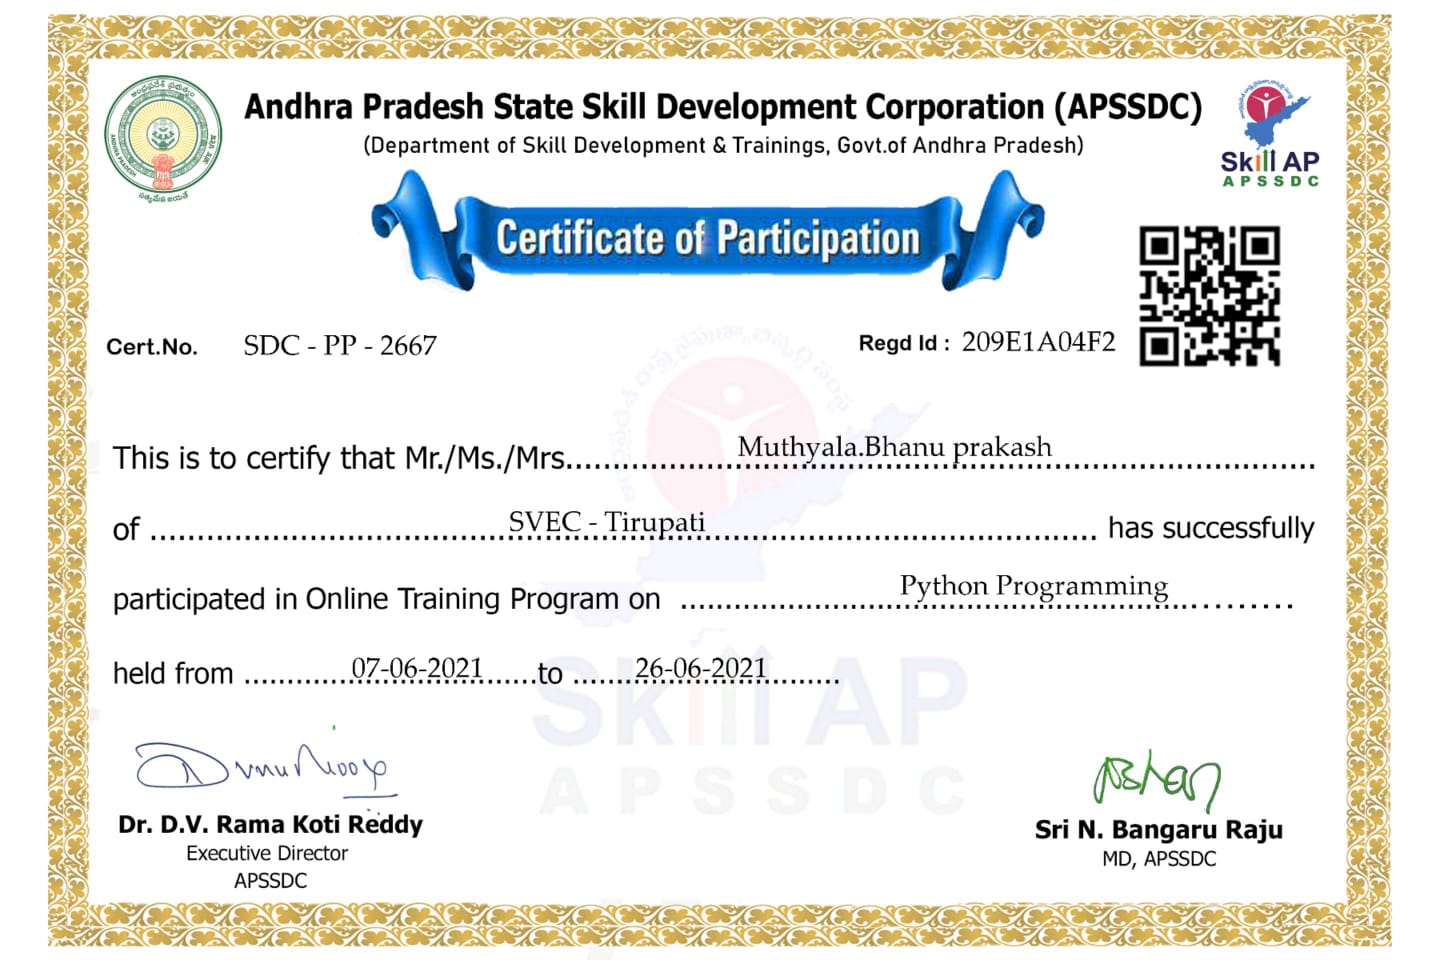 Andhra Pradesh State Skill Development Corporation (APSSDC)
(Department of Skill Development & Trainings, Govt.of Andhra Pradesh)
Skill AP
APSSDC
Certificate of Participation
Cert.No. SDC - PP - 2667
Regd Id : 209E1A04F2
This is to certify that Mr./Ms./Mrs. Muthyala.Bhanu prakash
of SVEC - Tirupati has successfully
participated in Online Training Program on Python Programming
held from 07-06-2021 to 26-06-2021
Skill AP
APSSDC
Dr. D.V. Rama Koti Reddy
Executive Director
APSSDC
Sri N. Bangaru Raju
MD, APSSDC